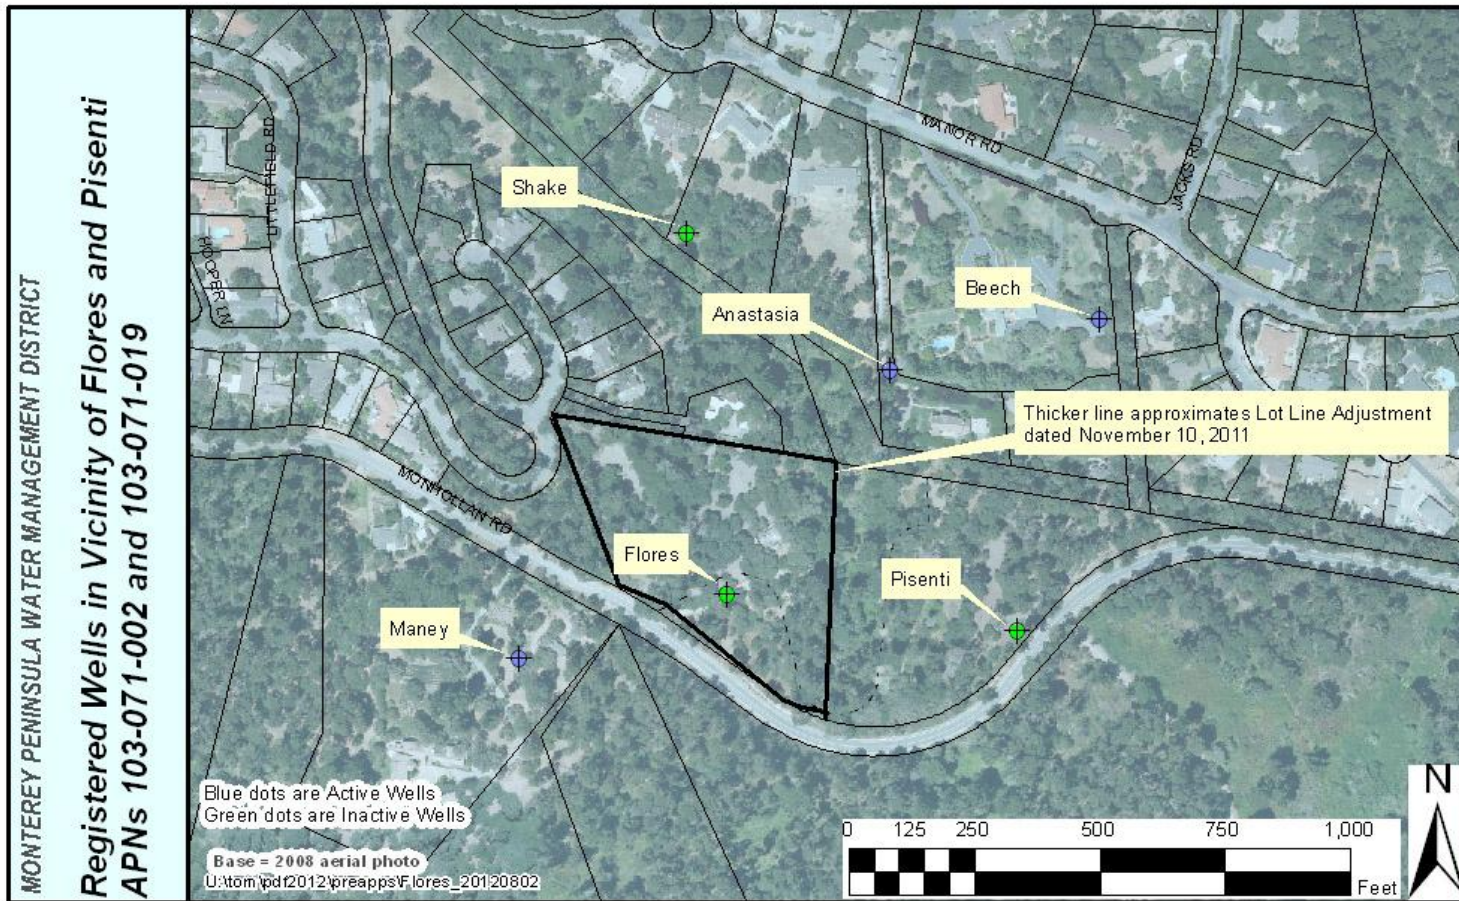 MONTEREY PENINSULA WATER MANAGEMENT DISTRICT
Registered Wells in Vicinity of Flores and Pisenti
APNs 103-071-002 and 103-071-019
LITTLEFIELD RD
HOOPER LN
MANOR RD
JACKS RD
Shake
Beech
Anastasia
Thicker line approximates Lot Line Adjustment
dated November 10, 2011
MONHOLLAN RD
Flores
Pisenti
Maney
Blue dots are Active Wells
Green dots are Inactive Wells
Base = 2008 aerial photo
U:\tom\pdf2012\preapps\Flores_20120802
0 125 250 500 750 1,000
Feet
N